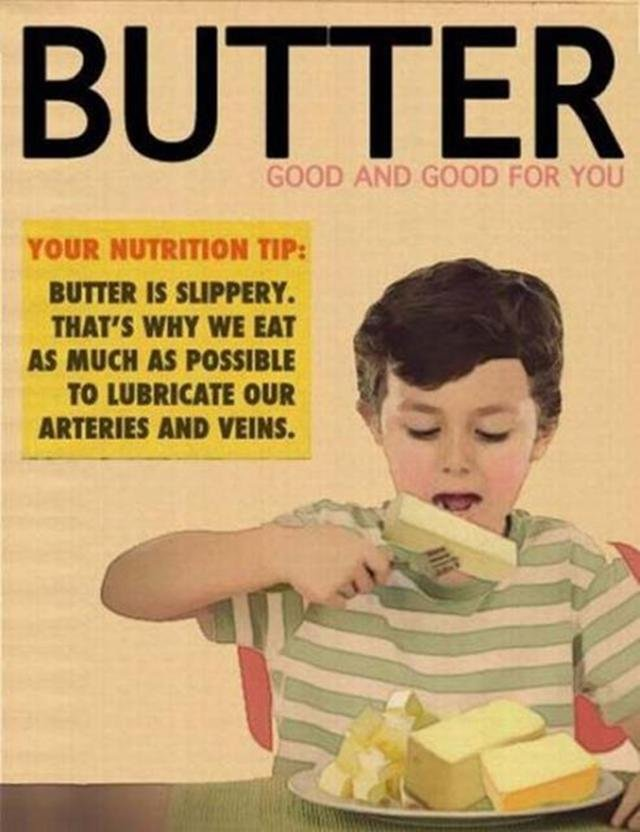 BUTTER
GOOD AND GOOD FOR YOU
YOUR NUTRITION TIP:
BUTTER IS SLIPPERY.
THAT'S WHY WE EAT
AS MUCH AS POSSIBLE
TO LUBRICATE OUR
ARTERIES AND VEINS.